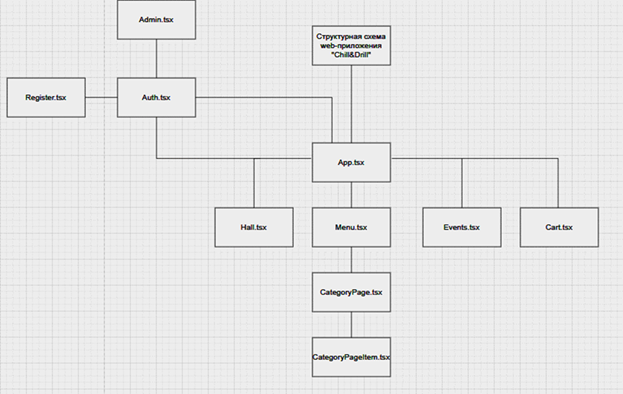 Admin.tsx
Структурная схема
web-приложения
"Chill&Drill"
Register.tsx
Auth.tsx
App.tsx
Hall.tsx
Menu.tsx
Events.tsx
Cart.tsx
CategoryPage.tsx
CategoryPageItem.tsx